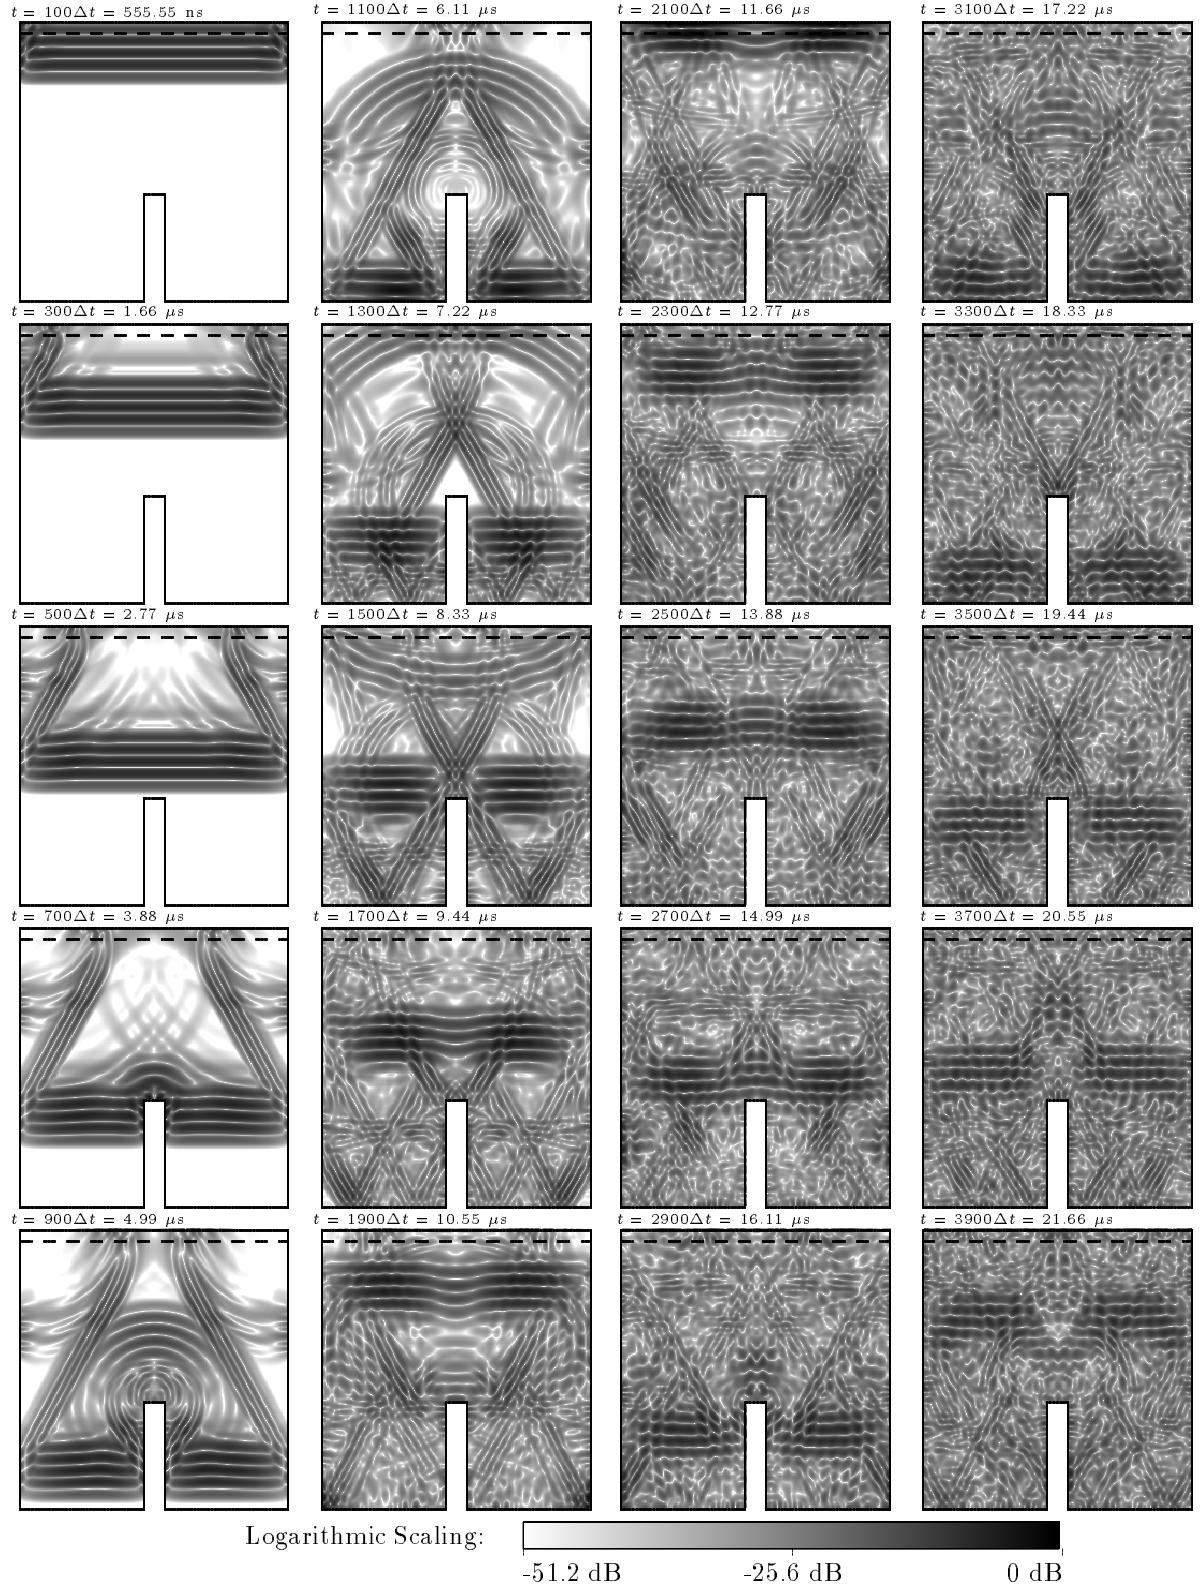 t = 100Δt = 555.55 ns
t = 1100Δt = 6.11 μs
t = 2100Δt = 11.66 μs
t = 3100Δt = 17.22 μs
t = 300Δt = 1.66 μs
t = 1300Δt = 7.22 μs
t = 2300Δt = 12.77 μs
t = 3300Δt = 18.33 μs
t = 500Δt = 2.77 μs
t = 1500Δt = 8.33 μs
t = 2500Δt = 13.88 μs
t = 3500Δt = 19.44 μs
t = 700Δt = 3.88 μs
t = 1700Δt = 9.44 μs
t = 2700Δt = 14.99 μs
t = 3700Δt = 20.55 μs
t = 900Δt = 4.99 μs
t = 1900Δt = 10.55 μs
t = 2900Δt = 16.11 μs
t = 3900Δt = 21.66 μs
Logarithmic Scaling:
-51.2 dB
-25.6 dB
0 dB